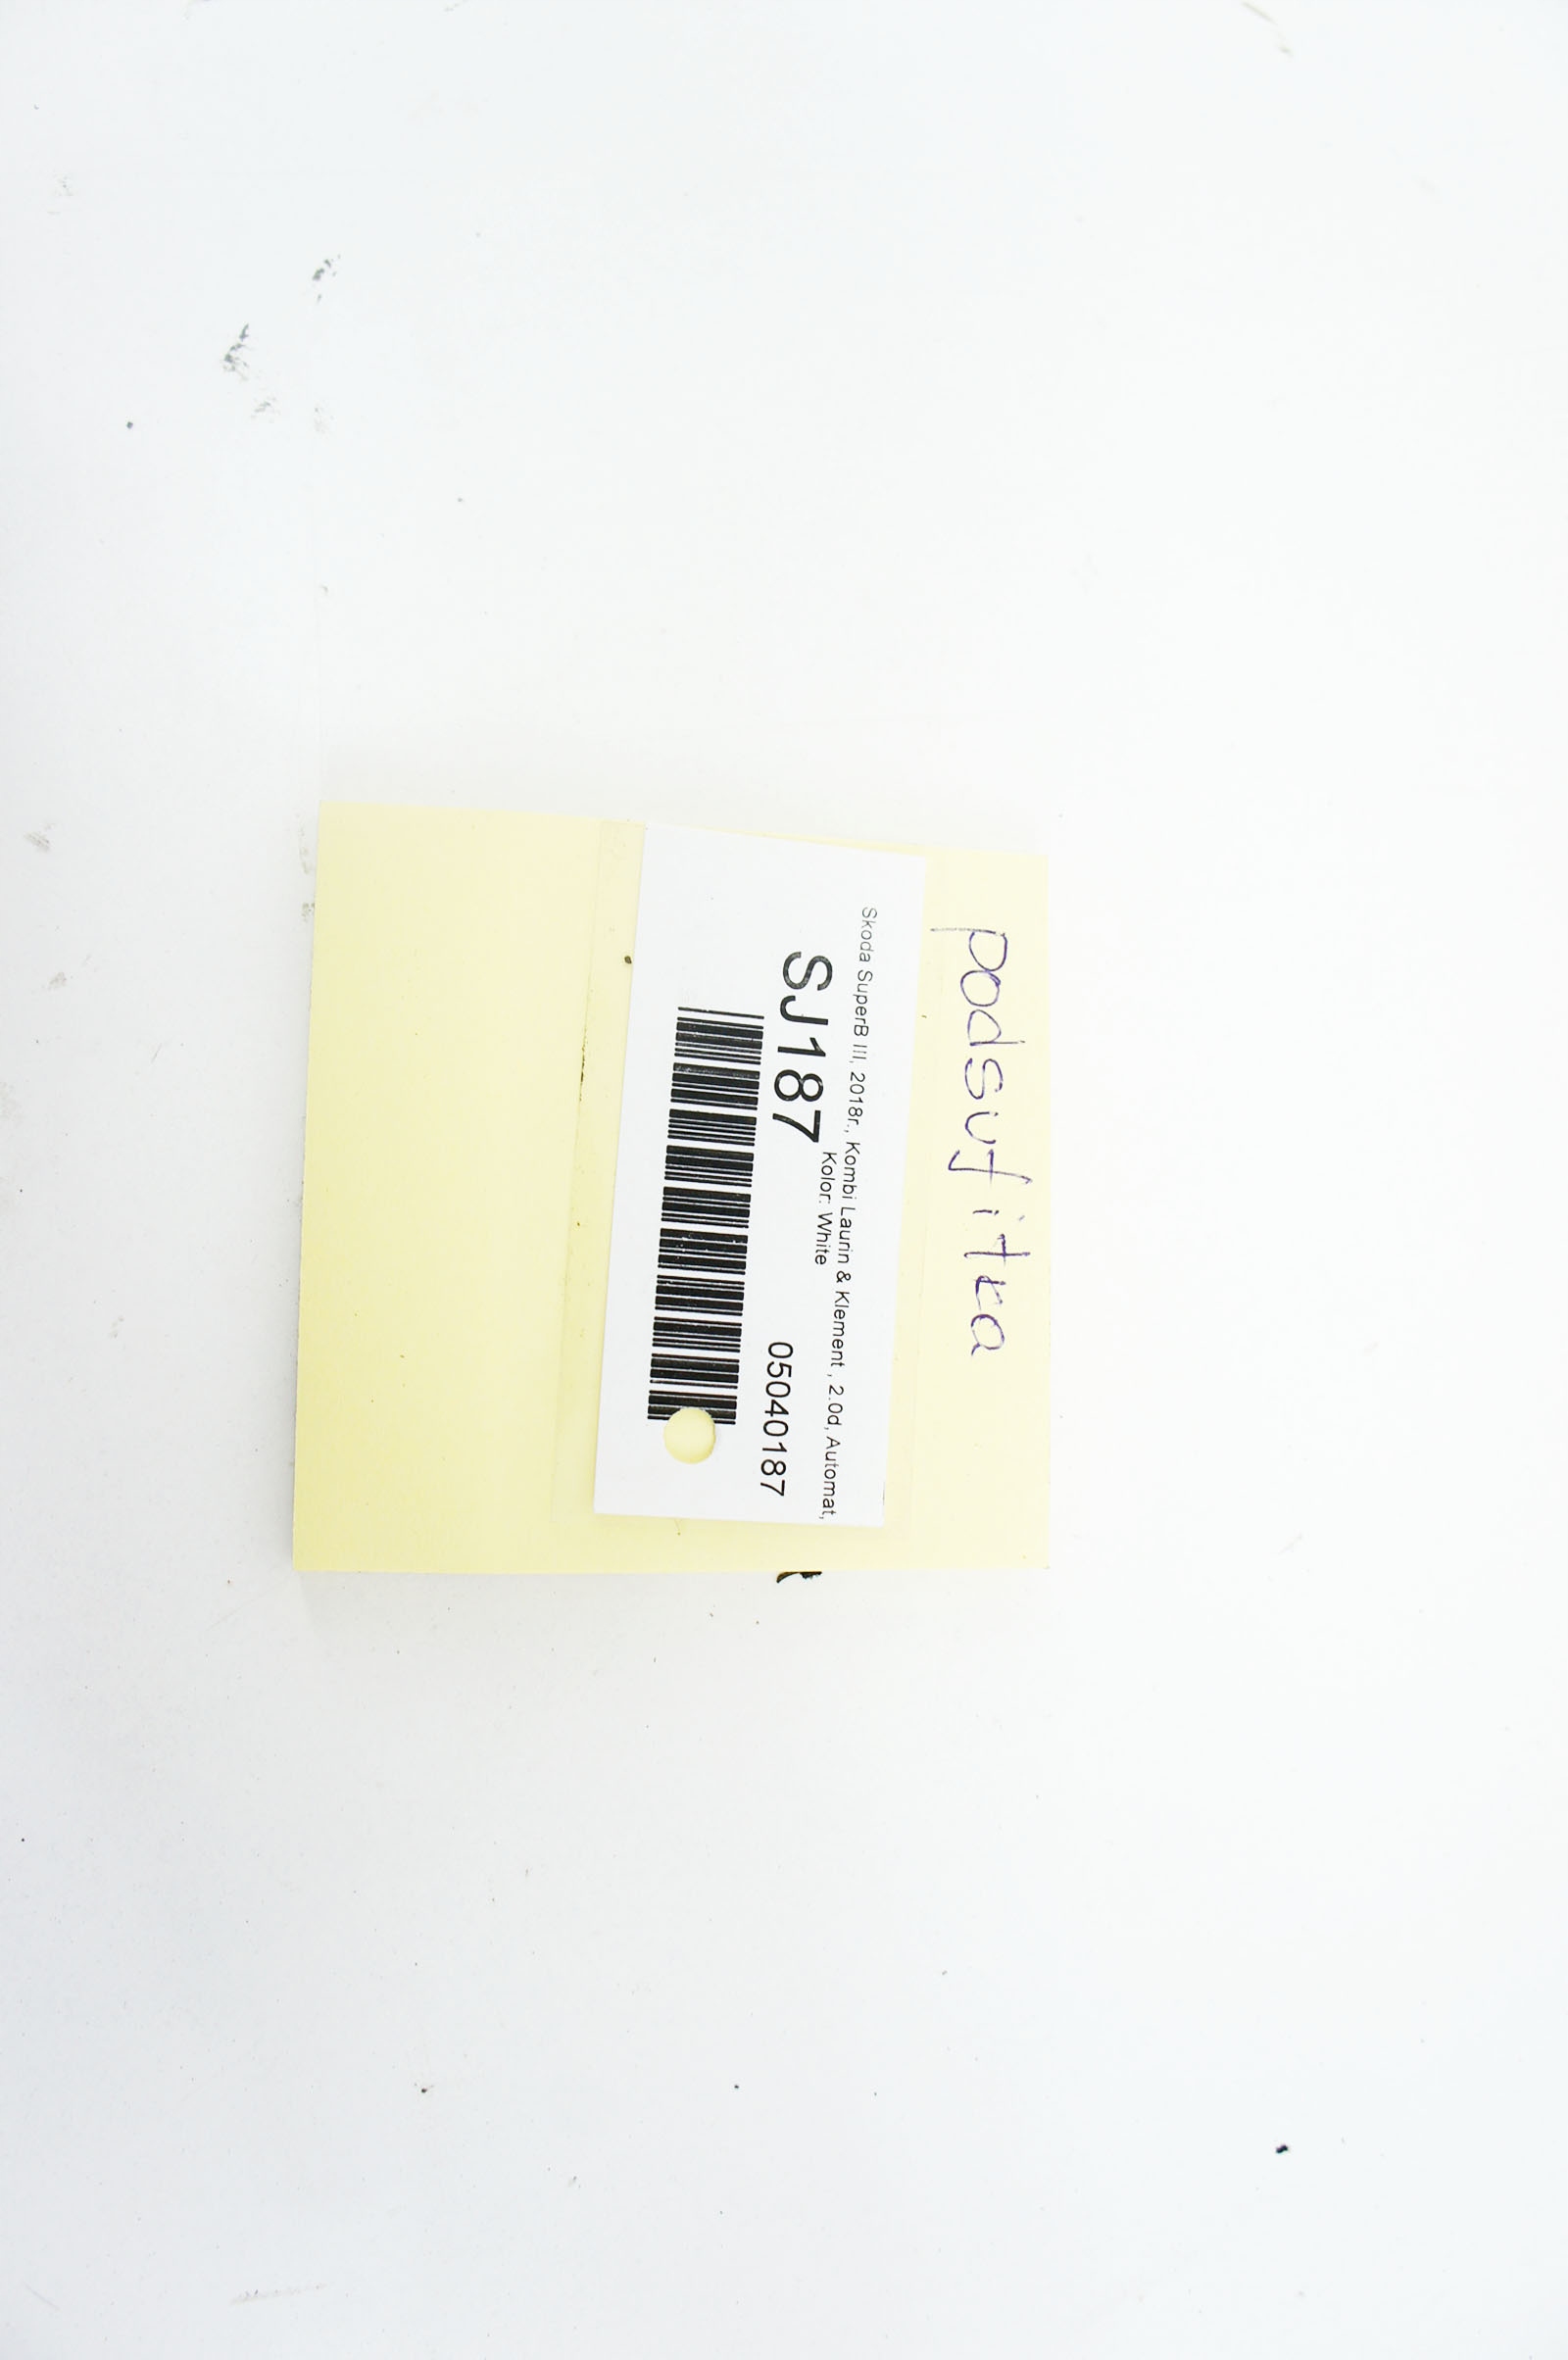 podsufitka
Skoda SuperB III, 2018r., Kombi Laurin & Klement , 2.0d, Automat,
Kolor: White
SJ187
05040187